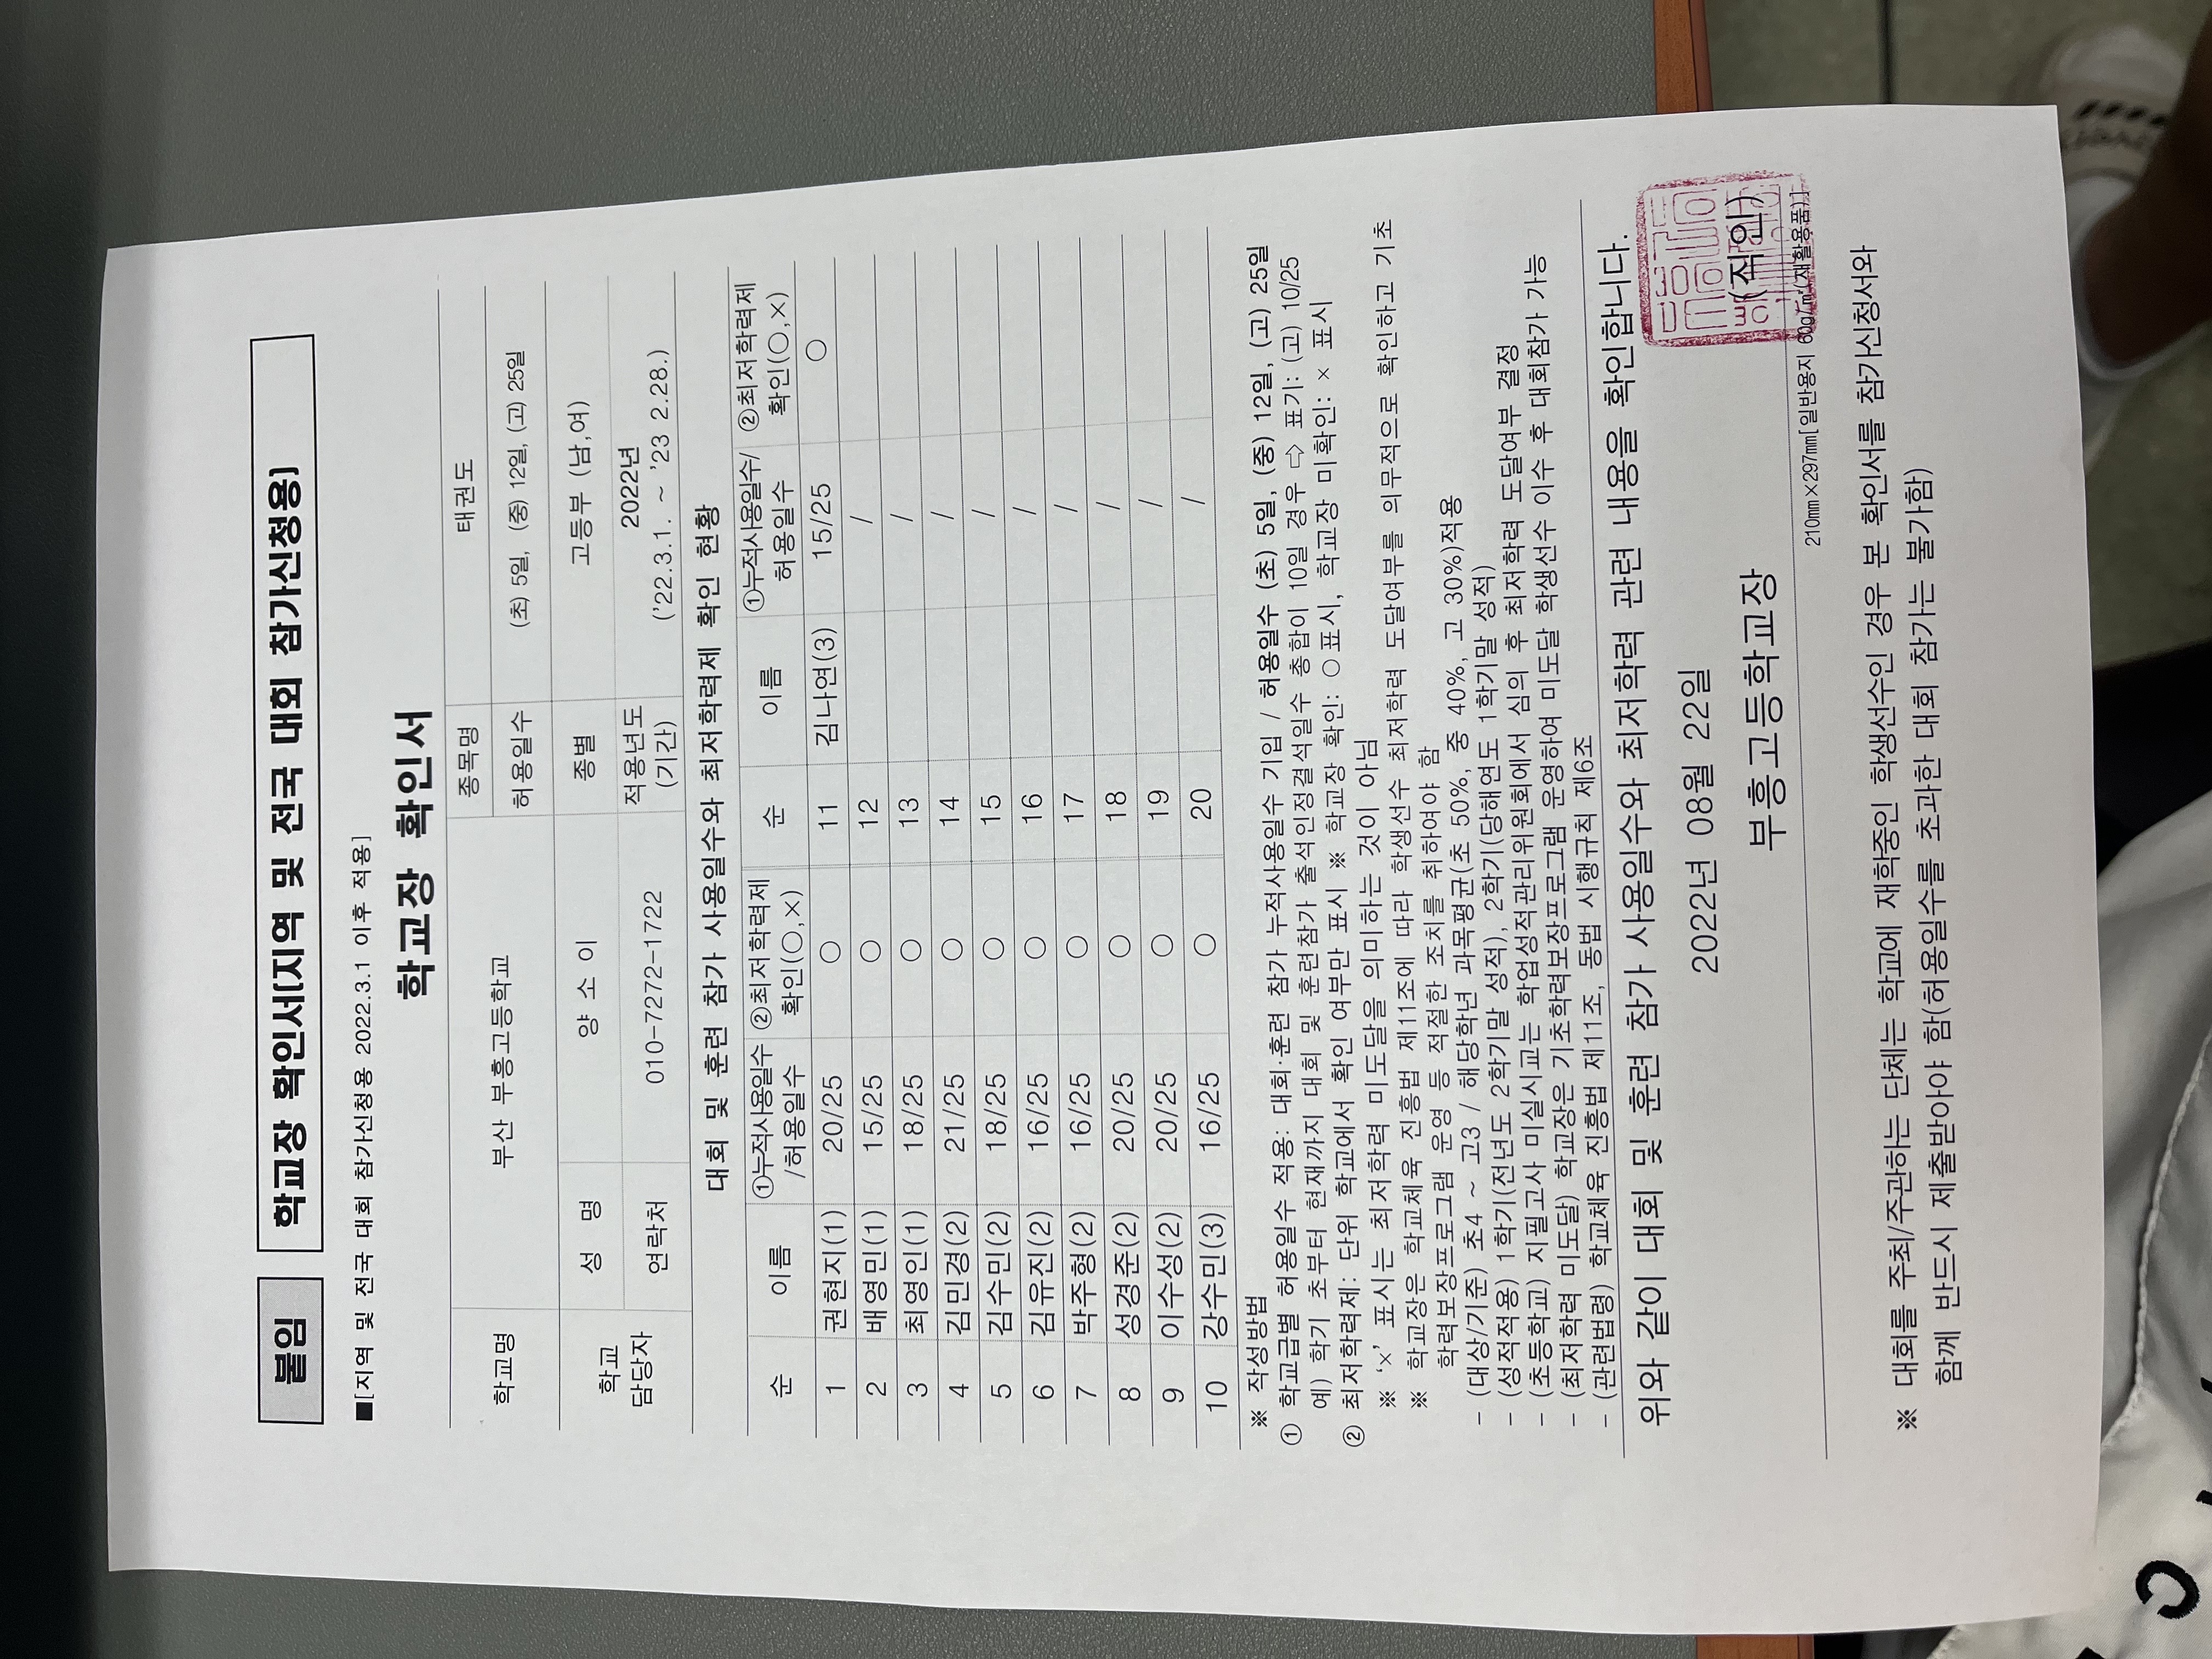 붙임
학교장 확인서(지역 및 전국 대회 참가신청용)
■[지역 및 전국 대회 참가신청용 2022.3.1 이후 적용]
학교장 확인서
학교명 부산 부흥고등학교 종목명 태권도
허용일수 (초) 5일, (중) 12일, (고) 25일
학교 담당자 성 명 양 소 이 종별 고등부 (남,여)
연락처 010-7272-1722 적용년도 (기간) 2022년 ('22.3.1. ~ '23 2.28.)
대회 및 훈련 참가 사용일수와 최저학력제 확인 현황
순 이름 ①누적사용일수/허용일수 ②최저학력제 확인(○,×) 순 이름 ①누적사용일수/허용일수 ②최저학력제 확인(○,×)
1 권현지(1) 20/25 ○ 11 김나연(3) 15/25 ○
2 배영민(1) 15/25 ○ 12 /
3 최영인(1) 18/25 ○ 13 /
4 김민경(2) 21/25 ○ 14 /
5 김수민(2) 18/25 ○ 15 /
6 김유진(2) 16/25 ○ 16 /
7 박주형(2) 16/25 ○ 17 /
8 성경준(2) 20/25 ○ 18 /
9 이수성(2) 20/25 ○ 19 /
10 강수민(3) 16/25 ○ 20 /
※ 작성방법
① 학교급별 허용일수 적용: 대회·훈련 참가 누적사용일수 기입 / 허용일수 (초) 5일, (중) 12일, (고) 25일
예) 학기 초부터 현재까지 대회 및 훈련참가 출석인정결석일수 총합이 10일 경우 ⇨ 표기: (고) 10/25
② 최저학력제: 단위 학교에서 확인 여부만 표시 ※ 학교장 확인: ○표시, 학교장 미확인: × 표시
※ '×' 표시는 최저학력 미도달을 의미하는 것이 아님
※ 학교장은 학교체육 진흥법 제11조에 따라 학생선수 최저학력 도달여부를 의무적으로 확인하고 기초
학력보장프로그램 운영 등 적절한 조치를 취하여야 함
- (대상/기준) 초4 ~ 고3 / 해당학년 과목평균(초 50%, 중 40%, 고 30%)적용
- (성적적용) 1학기(전년도 2학기말 성적), 2학기(당해연도 1학기말 성적)
- (초등학교) 지필고사 미실시교는 학업성적관리위원회에서 심의 후 최저학력 도달여부 결정
- (최저학력 미도달) 학교장은 기초학력보장프로그램 운영하여 미도달 학생선수 이수 후 대회참가 가능
- (관련법령) 학교체육 진흥법 제11조, 동법 시행규칙 제6조
위와 같이 대회 및 훈련 참가 사용일수와 최저학력 관련 내용을 확인합니다.
2022년 08월 22일
부흥고등학교장 (직인)
210mm×297mm[일반용지 60g/㎡(재활용품)]
※ 대회를 주최/주관하는 단체는 학교에 재학중인 학생선수인 경우 본 확인서를 참가신청서와
함께 반드시 제출받아야 함(허용일수를 초과한 대회 참가는 불가함)